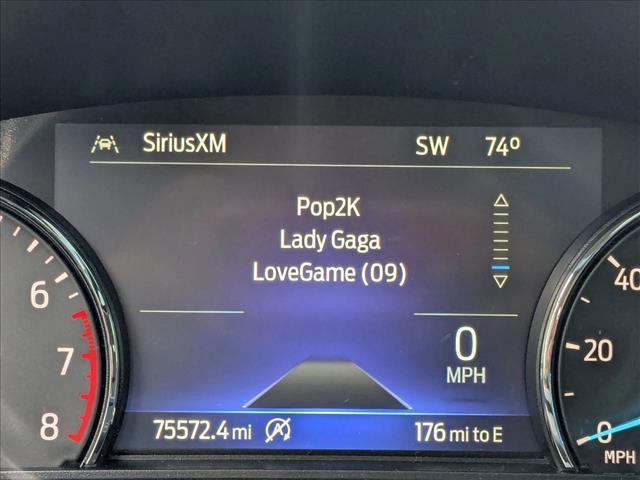 SiriusXM SW 74°
Pop2K
Lady Gaga
LoveGame (09)
6
7
8
0
MPH
40
20
0
MPH
75572.4 mi A 176 mi to E